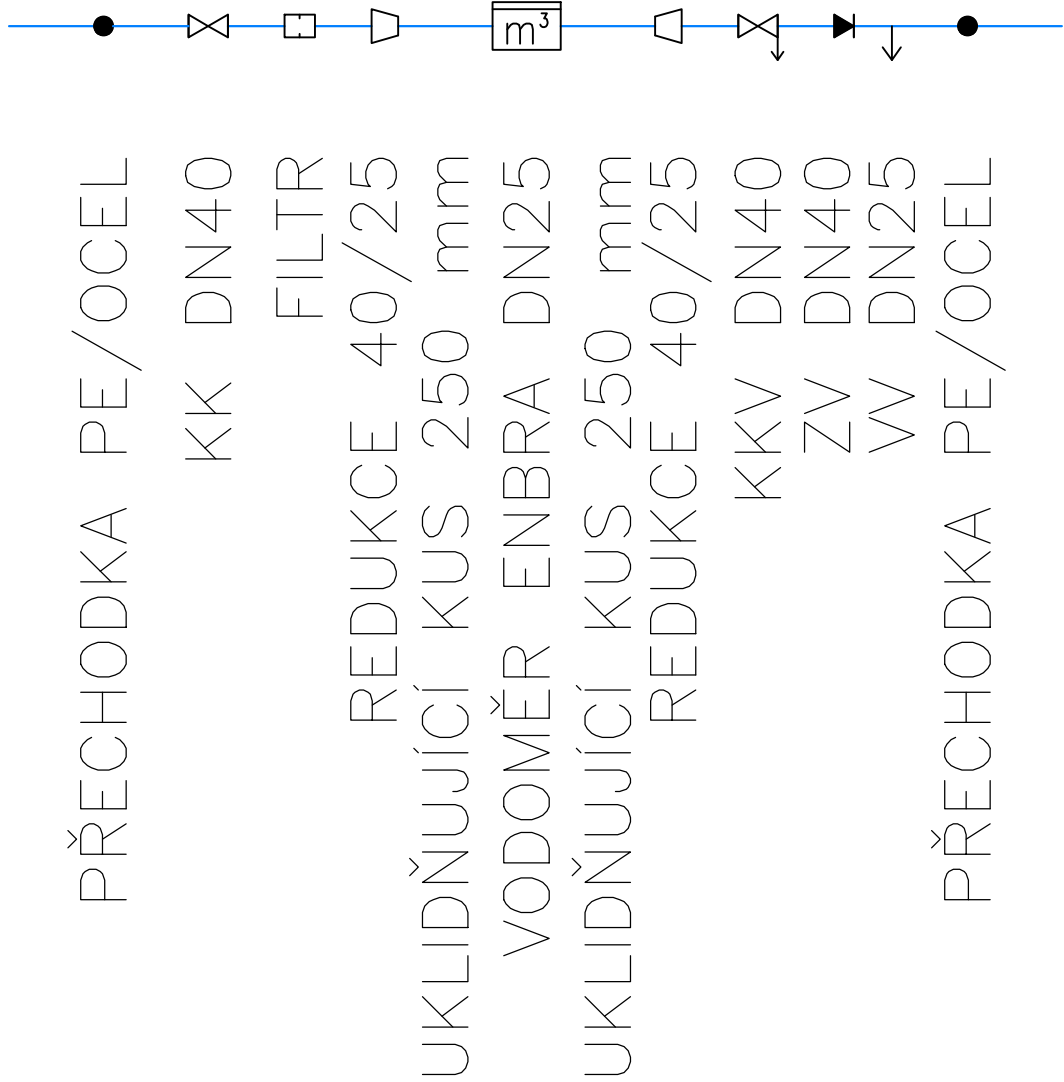 m³
PŘECHODKA PE/OCEL
KK DN40
FILTR
REDUKCE 40/25
UKLIDŇUJÍCÍ KUS 250 mm
VODOMĚR ENBRA DN25
UKLIDŇUJÍCÍ KUS 250 mm
REDUKCE 40/25
KKV DN40
ZV DN40
VV DN25
PŘECHODKA PE/OCEL